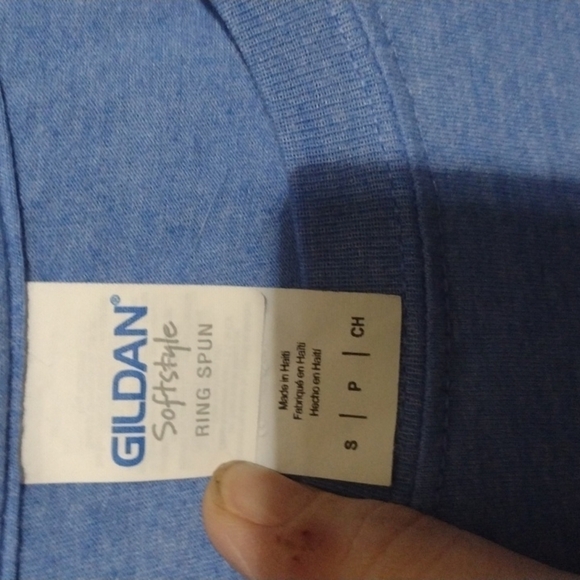 GILDAN®
Softstyle
RING SPUN
Made in Haiti
Fabriqué en Haïti
Hecho en Haití
S | P | CH